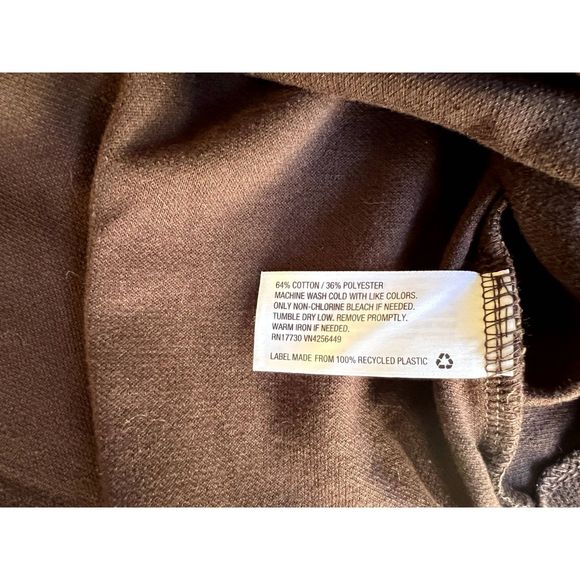 64% COTTON / 36% POLYESTER
MACHINE WASH COLD WITH LIKE COLORS.
ONLY NON-CHLORINE BLEACH IF NEEDED.
TUMBLE DRY LOW. REMOVE PROMPTLY.
WARM IRON IF NEEDED.
RN17730 VN4256449
LABEL MADE FROM 100% RECYCLED PLASTIC